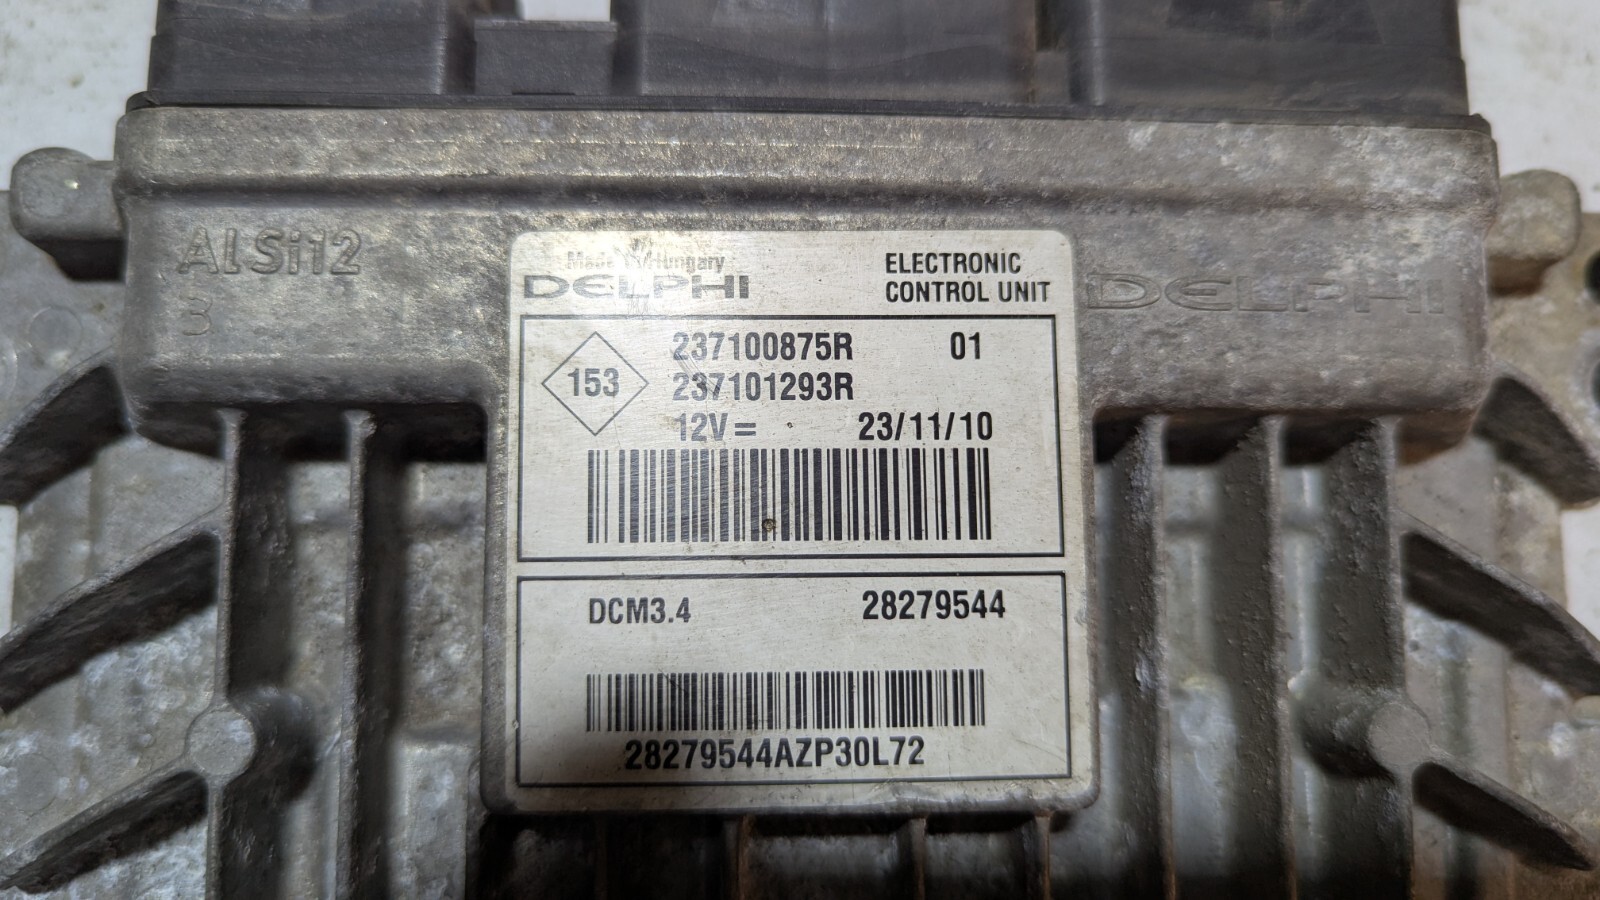 ALSi12
3
Made in Hungary
DELPHI
ELECTRONIC
CONTROL UNIT
DELPHI
153
237100875R 01
237101293R
12V = 23/11/10
DCM3.4 28279544
28279544AZP30L72